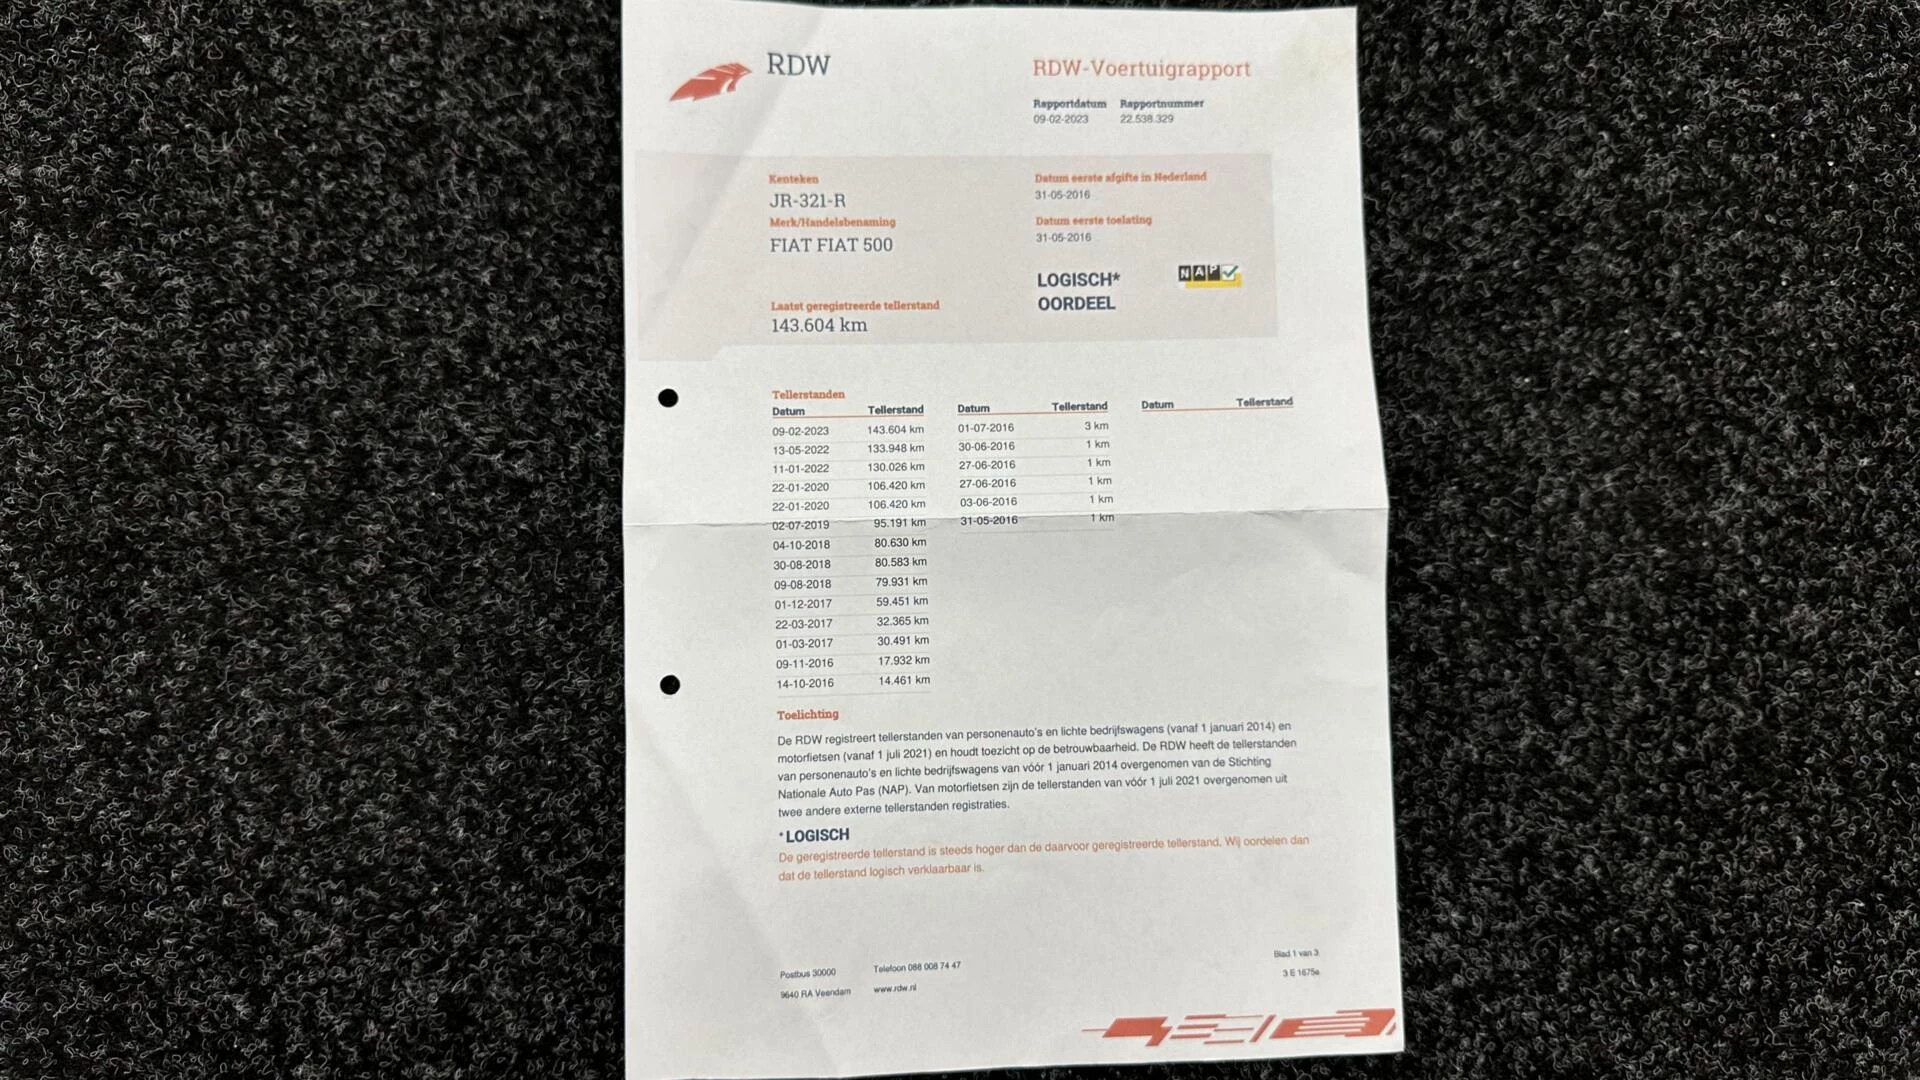 RDW
RDW-Voertuigrapport
Rapportdatum Rapportnummer
09-02-2023 22.538.329
Kenteken
JR-321-R
Merk/Handelsbenaming
FIAT FIAT 500
Laatst geregistreerde tellerstand
143.604 km
Datum eerste afgifte in Nederland
31-05-2016
Datum eerste toelating
31-05-2016
LOGISCH*
OORDEEL
NAP
Tellerstanden
Datum Tellerstand
09-02-2023 143.604 km
13-05-2022 133.948 km
11-01-2022 130.026 km
22-01-2020 106.420 km
22-01-2020 106.420 km
02-07-2019 95.191 km
04-10-2018 80.630 km
30-08-2018 80.583 km
09-08-2018 79.931 km
01-12-2017 59.451 km
22-03-2017 32.365 km
01-03-2017 30.491 km
09-11-2016 17.932 km
14-10-2016 14.461 km
Datum Tellerstand
01-07-2016 3 km
30-06-2016 1 km
27-06-2016 1 km
27-06-2016 1 km
03-06-2016 1 km
31-05-2016 1 km
Datum Tellerstand
Toelichting
De RDW registreert tellerstanden van personenauto's en lichte bedrijfswagens (vanaf 1 januari 2014) en
motorfietsen (vanaf 1 juli 2021) en houdt toezicht op de betrouwbaarheid. De RDW heeft de tellerstanden
van personenauto's en lichte bedrijfswagens van vóór 1 januari 2014 overgenomen van de Stichting
Nationale Auto Pas (NAP). Van motorfietsen zijn de tellerstanden van vóór 1 juli 2021 overgenomen uit
twee andere externe tellerstanden registraties.
*LOGISCH
De geregistreerde tellerstand is steeds hoger dan de daarvoor geregistreerde tellerstand. Wij oordelen dan
dat de tellerstand logisch verklaarbaar is.
Postbus 30000 Telefoon 088 008 74 47
9640 RA Veendam www.rdw.nl
Blad 1 van 3
3 E 1675e